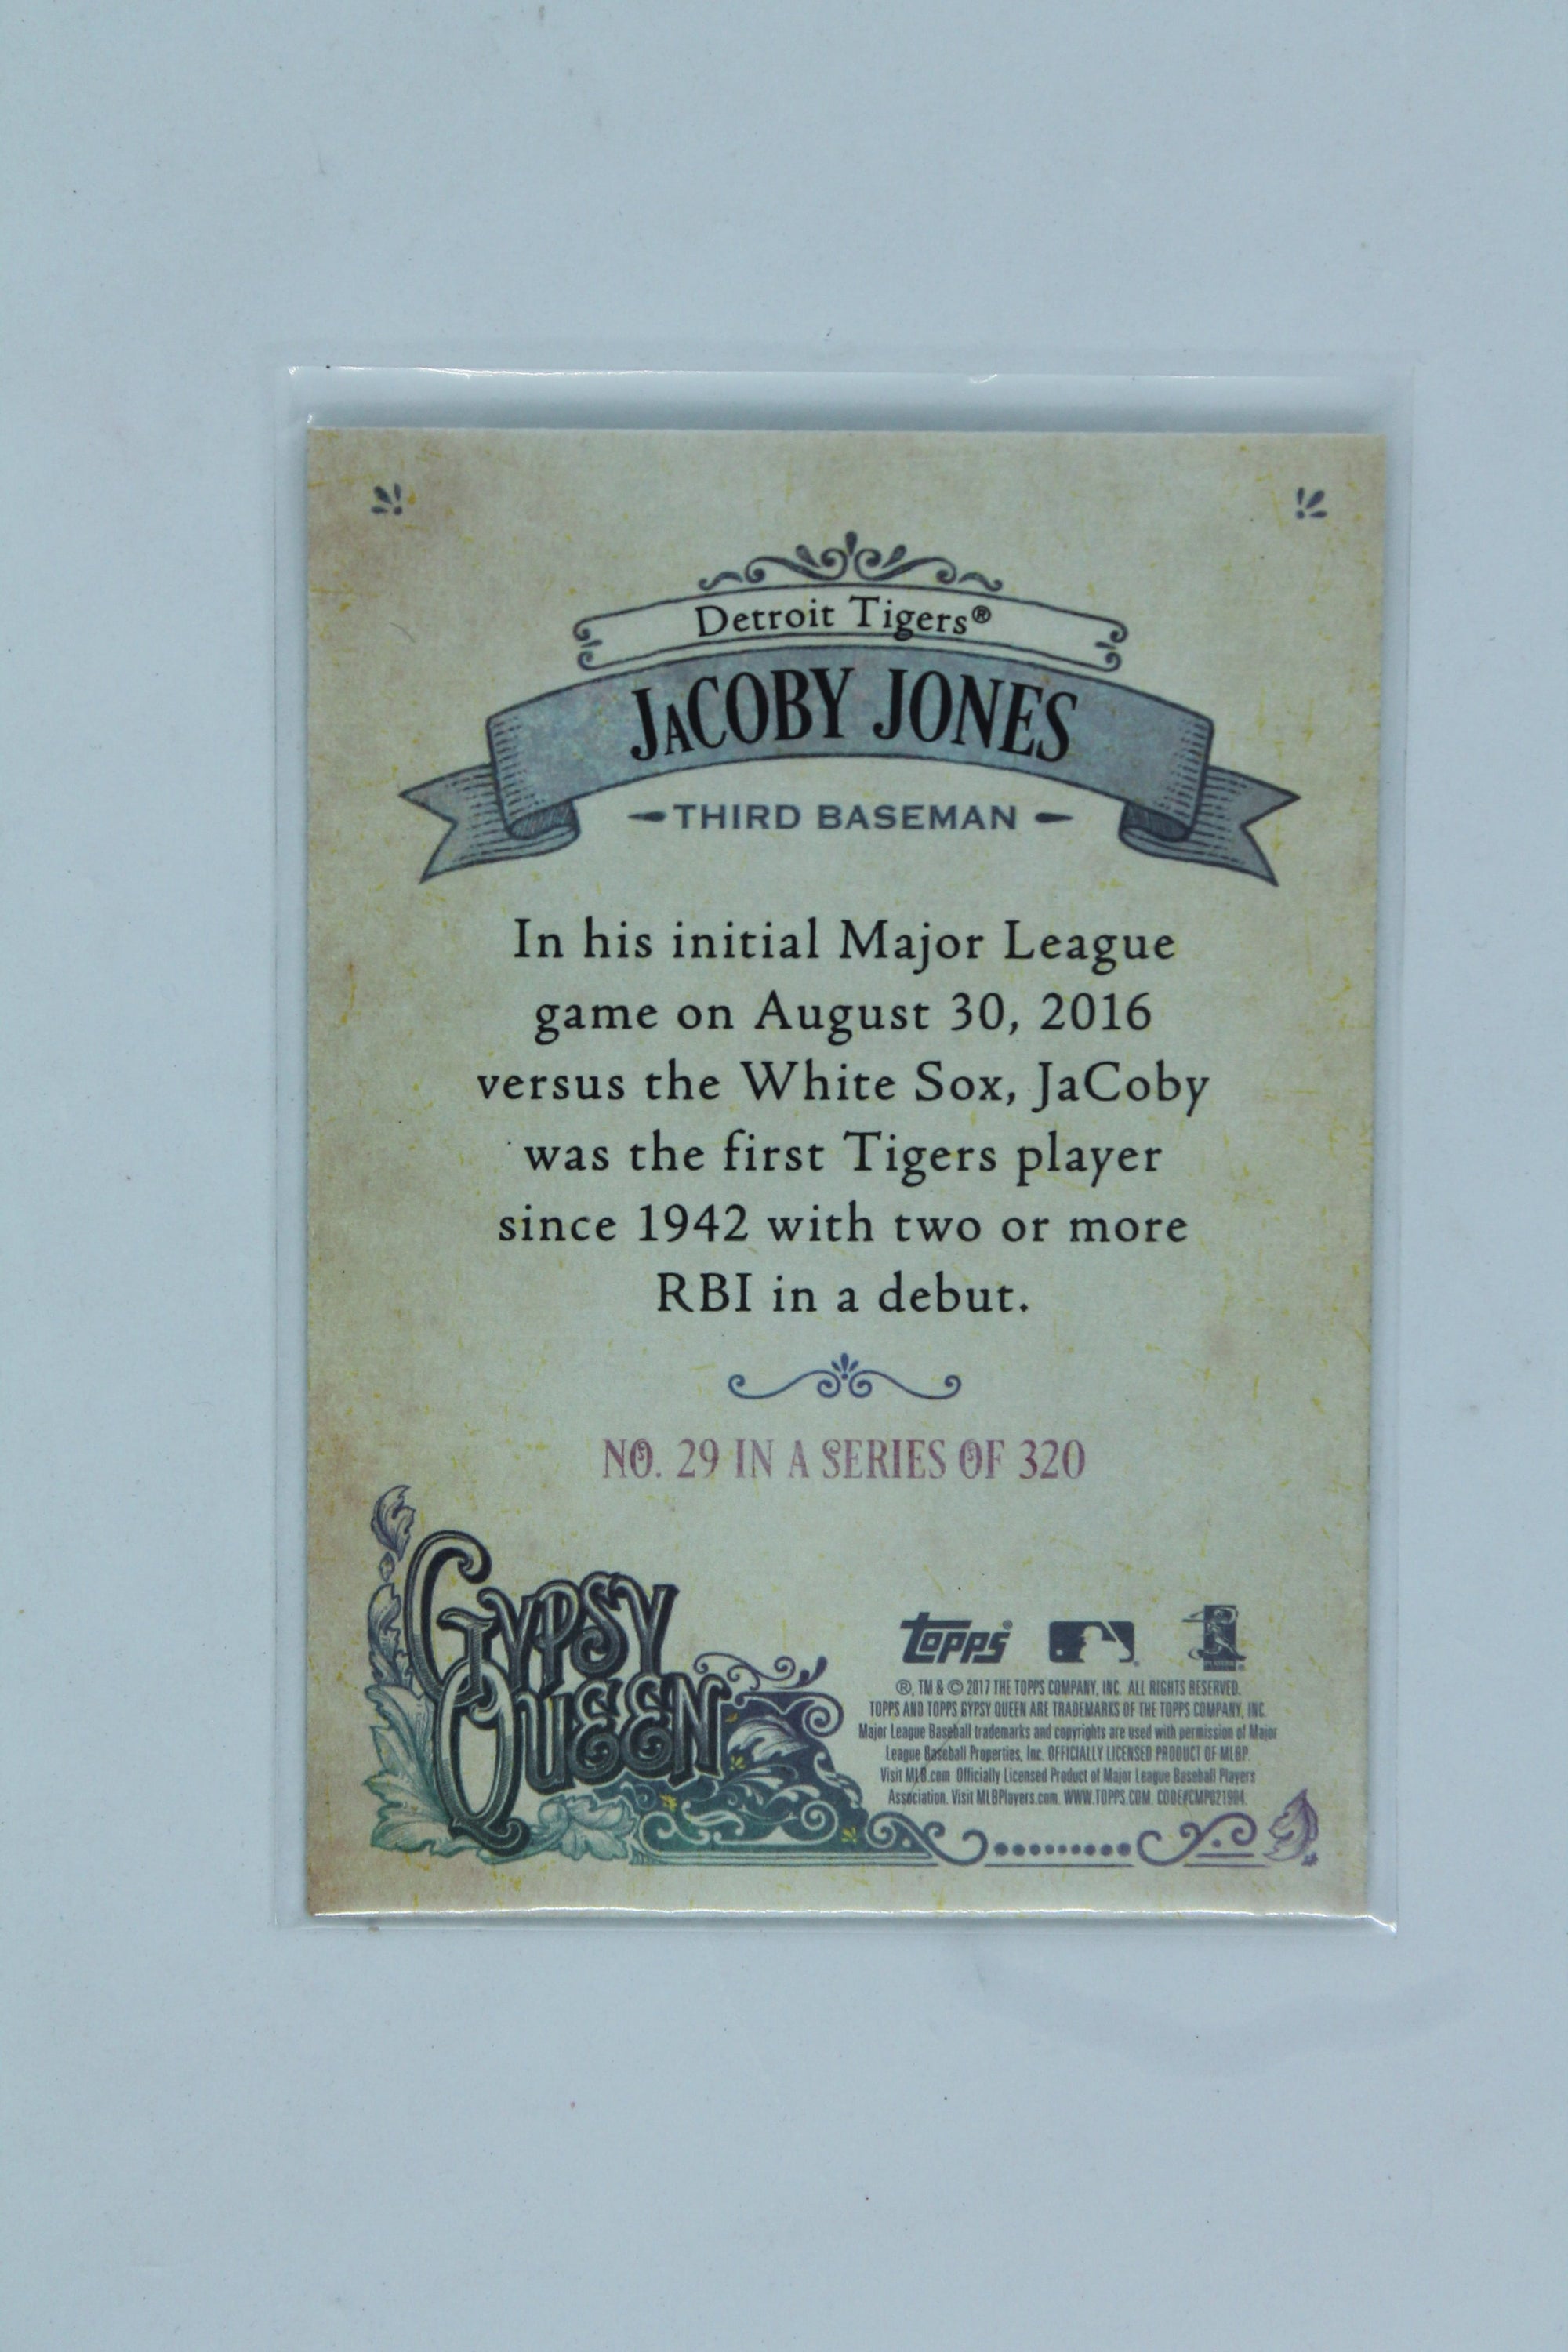 Detroit Tigers®
JaCOBY JONES
THIRD BASEMAN
In his initial Major League
game on August 30, 2016
versus the White Sox, JaCoby
was the first Tigers player
since 1942 with two or more
RBI in a debut.
NO. 29 IN A SERIES OF 320
GYPSY
QUEEN
Topps®
®, TM & © 2017 THE TOPPS COMPANY, INC. ALL RIGHTS RESERVED.
TOPPS AND TOPPS GYPSY QUEEN ARE TRADEMARKS OF THE TOPPS COMPANY, INC.
Major League Baseball trademarks and copyrights are used with permission of Major
League Baseball Properties, Inc. OFFICIALLY LICENSED PRODUCT OF MLBP.
Visit MLB.com Officially Licensed Product of Major League Baseball Players
Association. Visit MLBPlayers.com. WWW.TOPPS.COM. CODE#CMP021904